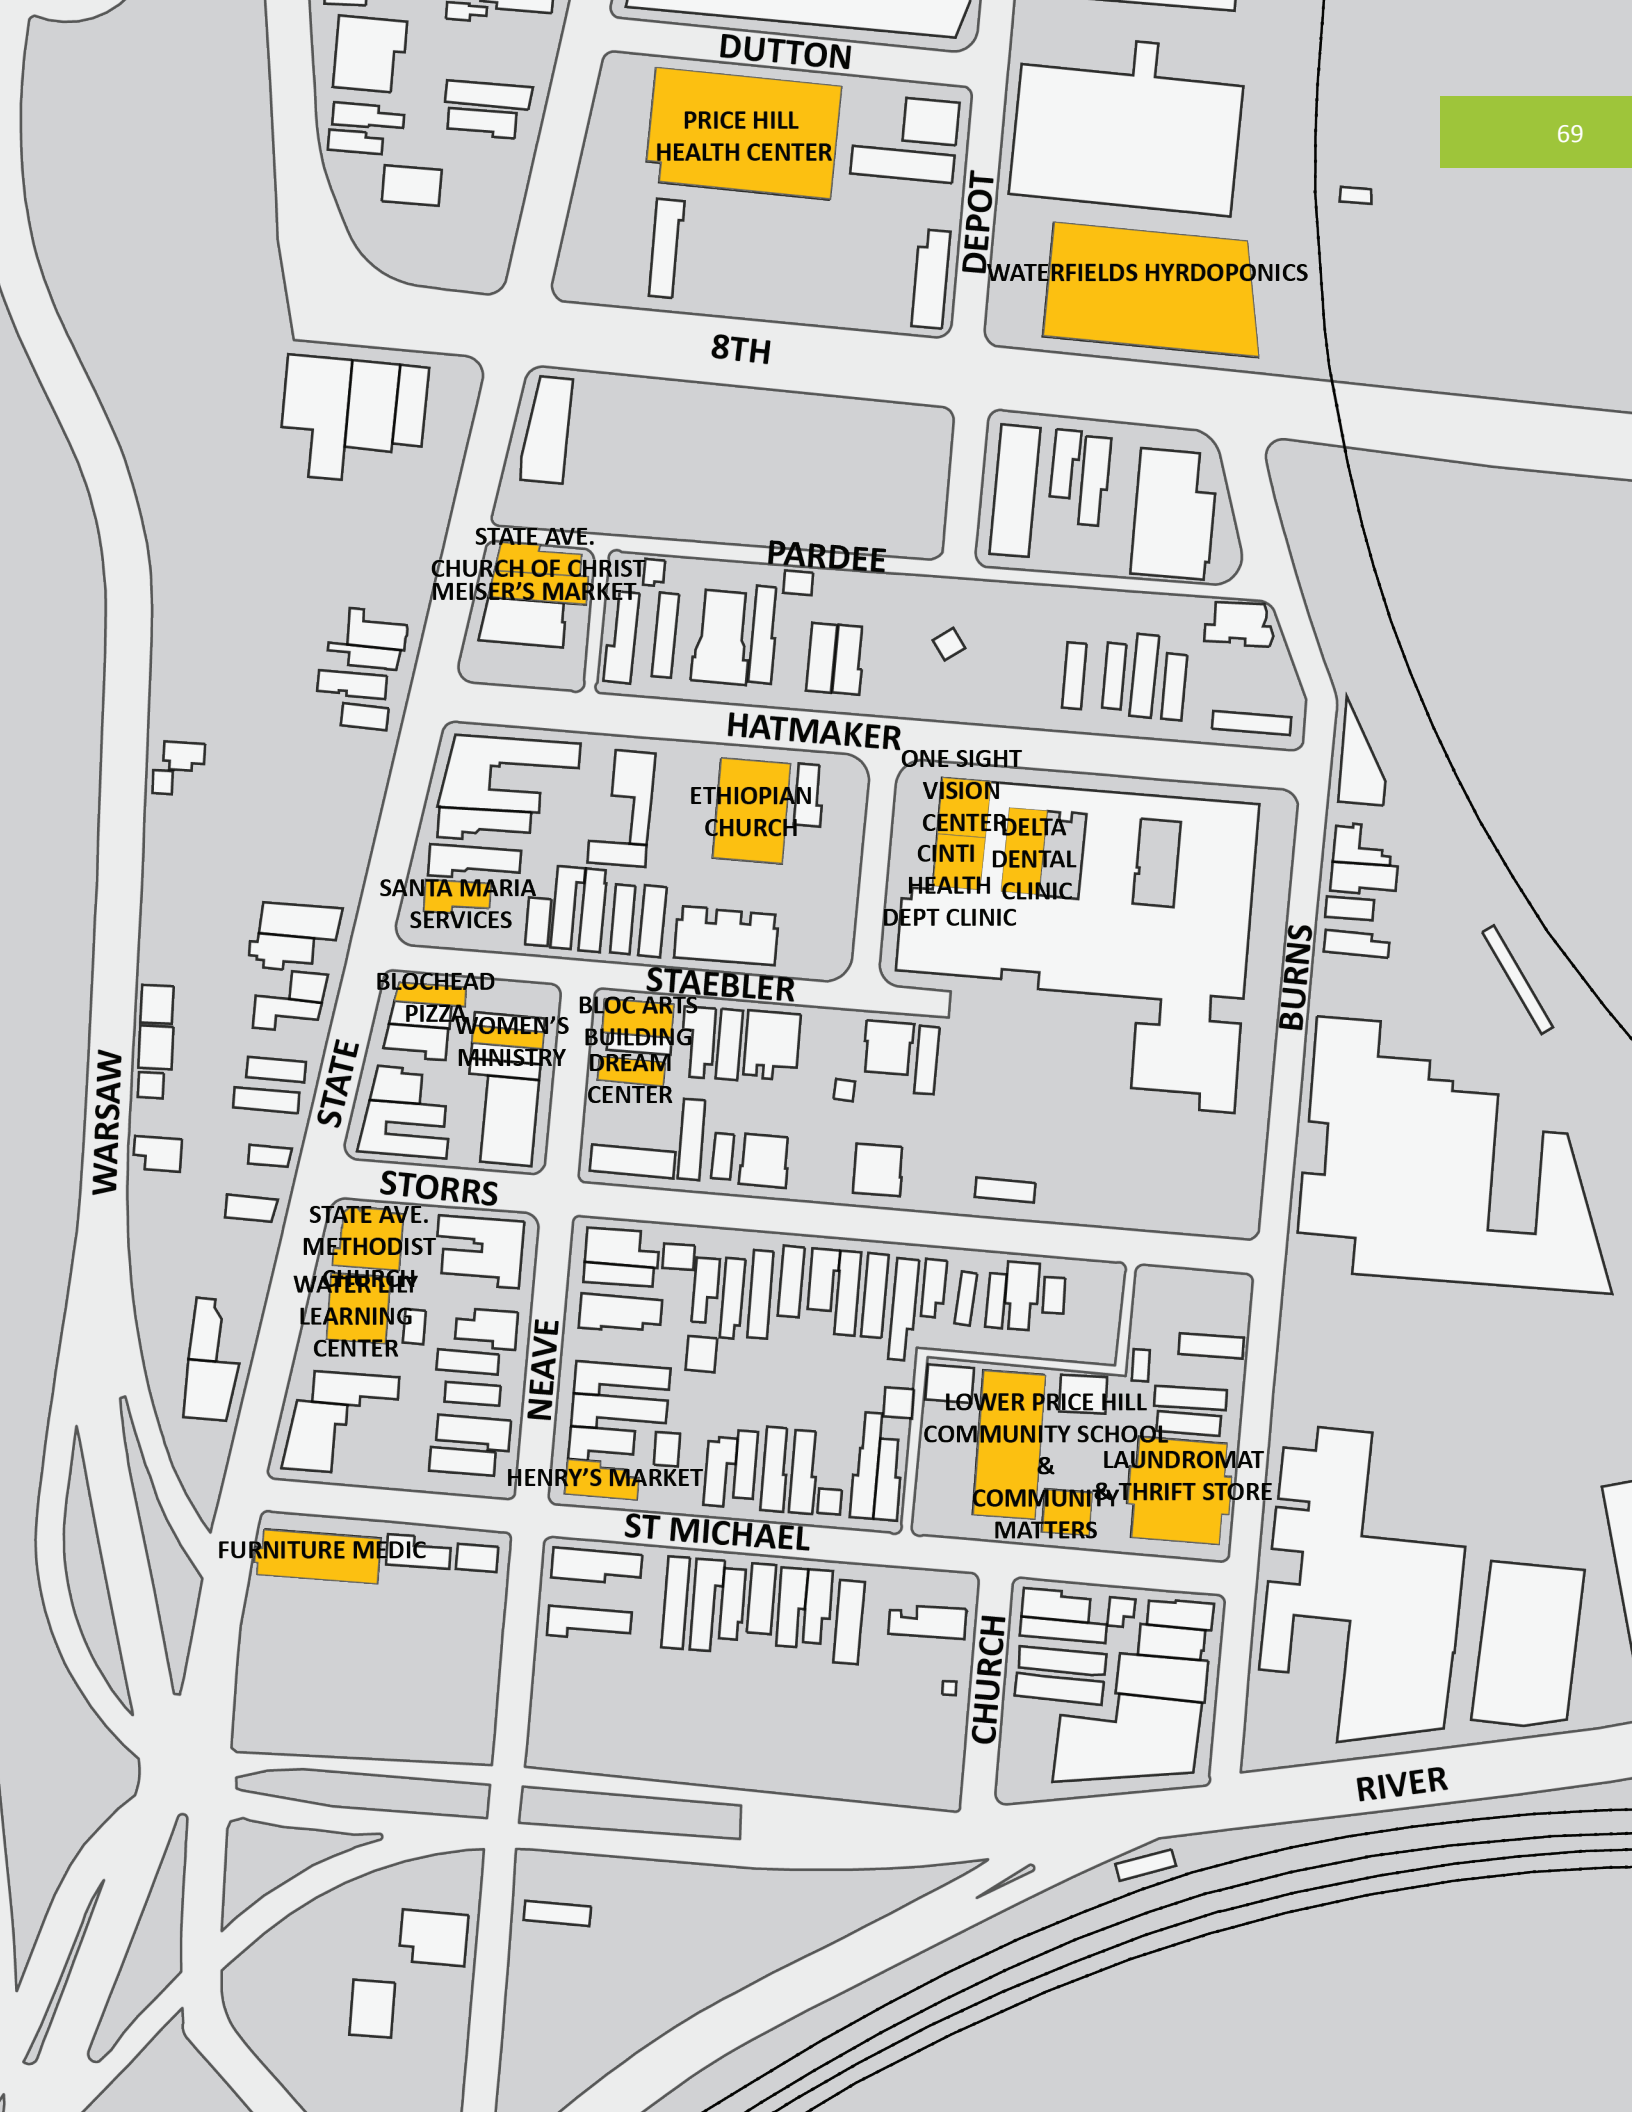 DUTTON
69
PRICE HILL
HEALTH CENTER
DEPOT
WATERFIELDS HYRDOPONICS
8TH
STATE AVE.
CHURCH OF CHRIST
MEISER'S MARKET
PARDEE
HATMAKER
ONE SIGHT
VISION
CENTER
ETHIOPIAN
CHURCH
DELTA
DENTAL
CLINIC
CINTI
HEALTH
DEPT CLINIC
SANTA MARIA
SERVICES
BURNS
STAEBLER
BLOCHEAD
PIZZA
WOMEN'S
MINISTRY
BLOC ARTS
BUILDING
DREAM
CENTER
STATE
WARSAW
STORRS
STATE AVE.
METHODIST
CHURCH
WATER LILY
LEARNING
CENTER
NEAVE
LOWER PRICE HILL
COMMUNITY SCHOOL
&
COMMUNITY
MATTERS
LAUNDROMAT
& THRIFT STORE
HENRY'S MARKET
ST MICHAEL
FURNITURE MEDIC
CHURCH
RIVER